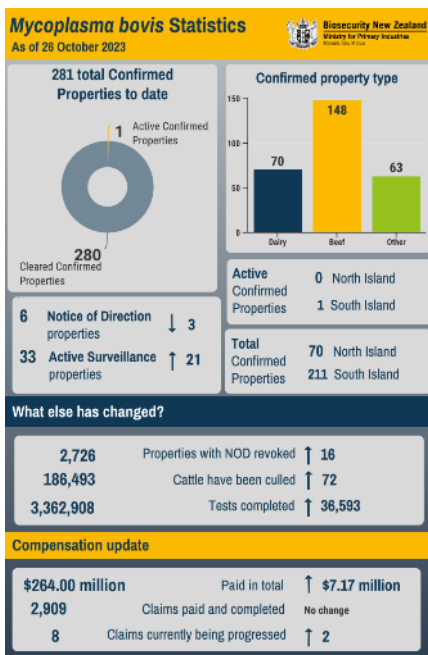 Mycoplasma bovis Statistics
As of 26 October 2023
Biosecurity New Zealand
Ministry for Primary Industries
281 total Confirmed
Properties to date
1 Active Confirmed
Properties
280
Cleared Confirmed
Properties
Confirmed property type
150
100
50
0
70
148
63
Dairy
Beef
Other
Active
Confirmed
Properties
0 North Island
1 South Island
6 Notice of Direction
properties
↓ 3
33 Active Surveillance
properties
↑ 21
Total
Confirmed
Properties
70 North Island
211 South Island
What else has changed?
2,726 Properties with NOD revoked ↑ 16
186,493 Cattle have been culled ↑ 72
3,362,908 Tests completed ↑ 36,593
Compensation update
$264.00 million Paid in total ↑ $7.17 million
2,909 Claims paid and completed No change
8 Claims currently being progressed ↑ 2